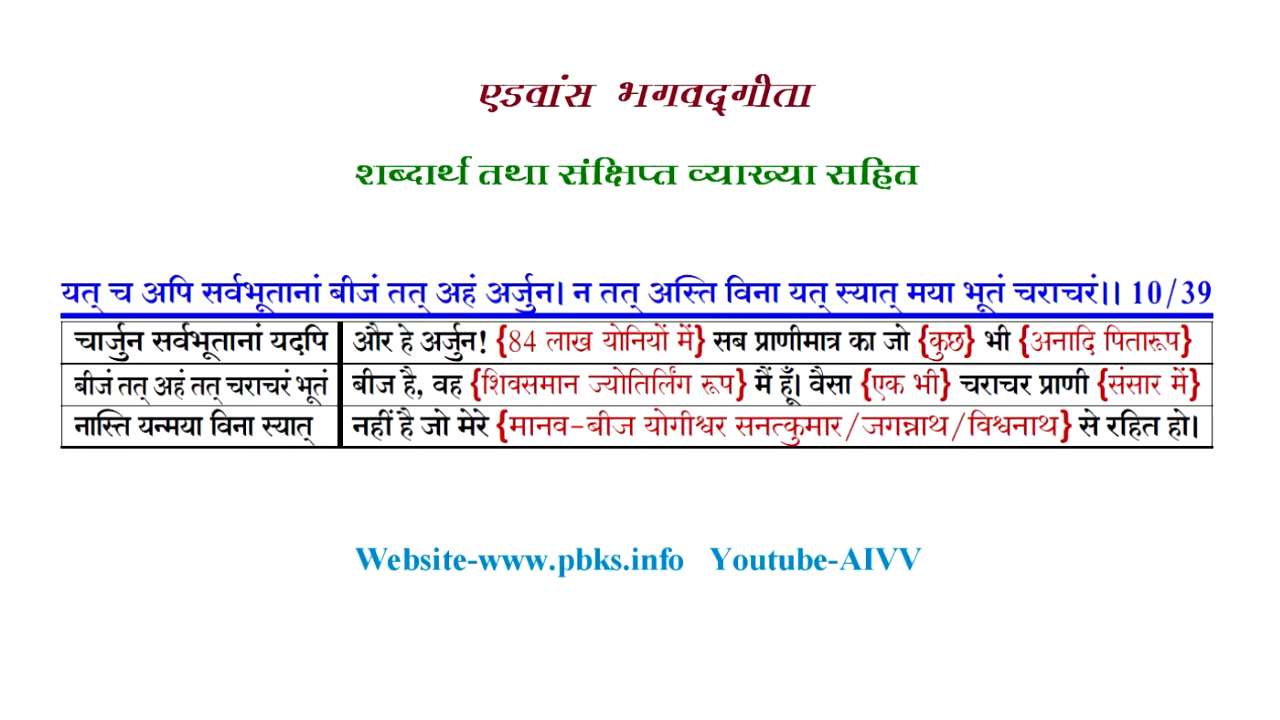 एडवांस भगवद्गीता
शब्दार्थ तथा संक्षिप्त व्याख्या सहित
यत् च अपि सर्वभूतानां बीजं तत् अहं अर्जुन। न तत् अस्ति विना यत् स्यात् मया भूतं चराचरं।। 10/39
चार्जुन सर्वभूतानां यदपि और हे अर्जुन! {84 लाख योनियों में} सब प्राणीमात्र का जो {कुछ} भी {अनादि पितारूप}
बीजं तत् अहं तत् चराचरं भूतं बीज है, वह {शिवसमान ज्योतिर्लिंग रूप} मैं हूँ। वैसा {एक भी} चराचर प्राणी {संसार में}
नास्ति यन्मया विना स्यात् नहीं है जो मेरे {मानव-बीज योगीश्वर सनत्कुमार/जगन्नाथ/विश्वनाथ} से रहित हो।
Website-www.pbks.info Youtube-AIVV